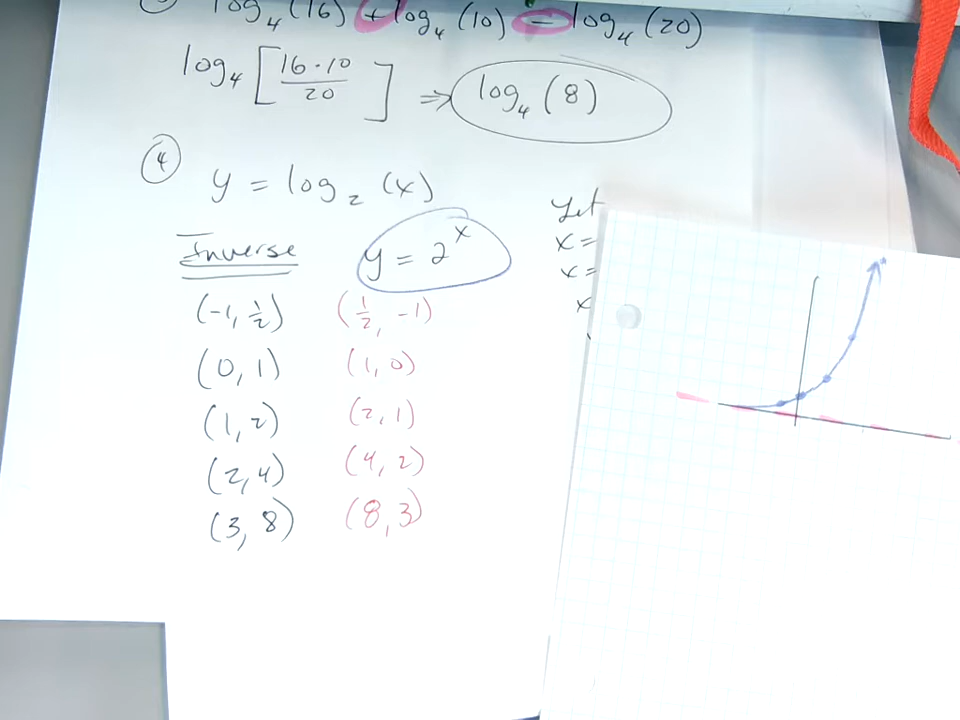 log₄(16) + log₄(10) − log₄(20)
log₄[16·10/20] ⇒ log₄(8)
④ y = log₂(x)
Inverse y = 2ˣ
(-1, ½) (½, -1)
(0, 1) (1, 0)
(1, 2) (2, 1)
(2, 4) (4, 2)
(3, 8) (8, 3)
Let
x =
x =
x